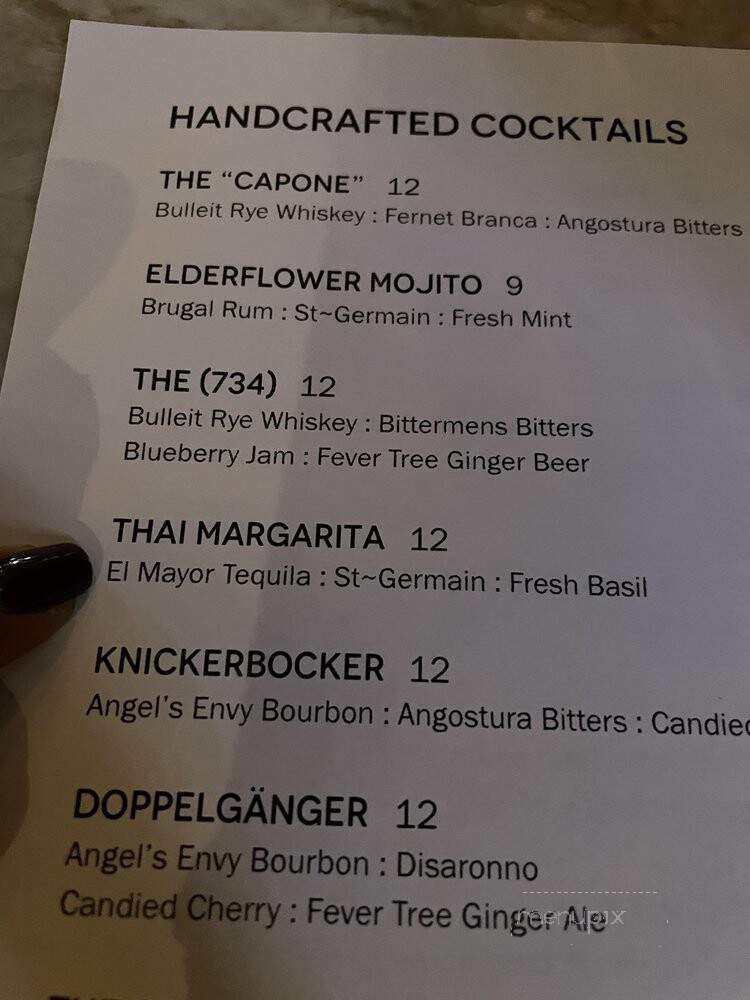 HANDCRAFTED COCKTAILS
THE “CAPONE” 12
Bulleit Rye Whiskey : Fernet Branca : Angostura Bitters
ELDERFLOWER MOJITO 9
Brugal Rum : St~Germain : Fresh Mint
THE (734) 12
Bulleit Rye Whiskey : Bittermens Bitters
Blueberry Jam : Fever Tree Ginger Beer
THAI MARGARITA 12
El Mayor Tequila : St~Germain : Fresh Basil
KNICKERBOCKER 12
Angel's Envy Bourbon : Angostura Bitters : Candied
DOPPELGÄNGER 12
Angel's Envy Bourbon : Disaronno
Candied Cherry : Fever Tree Ginger Ale
menupix